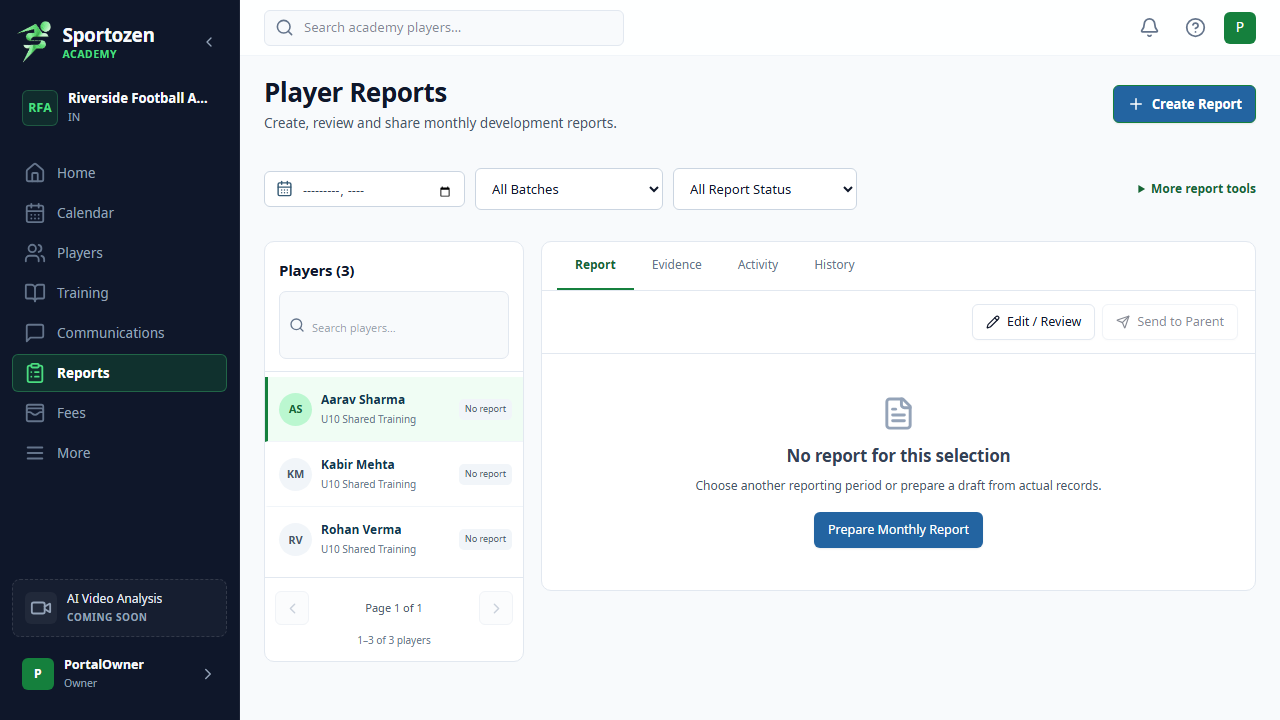 Sportozen
ACADEMY
RFA
Riverside Football A...
IN
Home
Calendar
Players
Training
Communications
Reports
Fees
More
AI Video Analysis
COMING SOON
P
PortalOwner
Owner
Search academy players...
P
Player Reports
Create, review and share monthly development reports.
Create Report
---------, ----
All Batches
All Report Status
More report tools
Players (3)
Search players...
AS
Aarav Sharma
U10 Shared Training
No report
KM
Kabir Mehta
U10 Shared Training
No report
RV
Rohan Verma
U10 Shared Training
No report
Page 1 of 1
1–3 of 3 players
Report
Evidence
Activity
History
Edit / Review
Send to Parent
No report for this selection
Choose another reporting period or prepare a draft from actual records.
Prepare Monthly Report